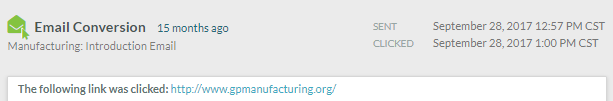 Email Conversion 15 months ago SENT September 28, 2017 12:57 PM CST
Manufacturing: Introduction Email CLICKED September 28, 2017 1:00 PM CST
The following link was clicked: http://www.gpmanufacturing.org/